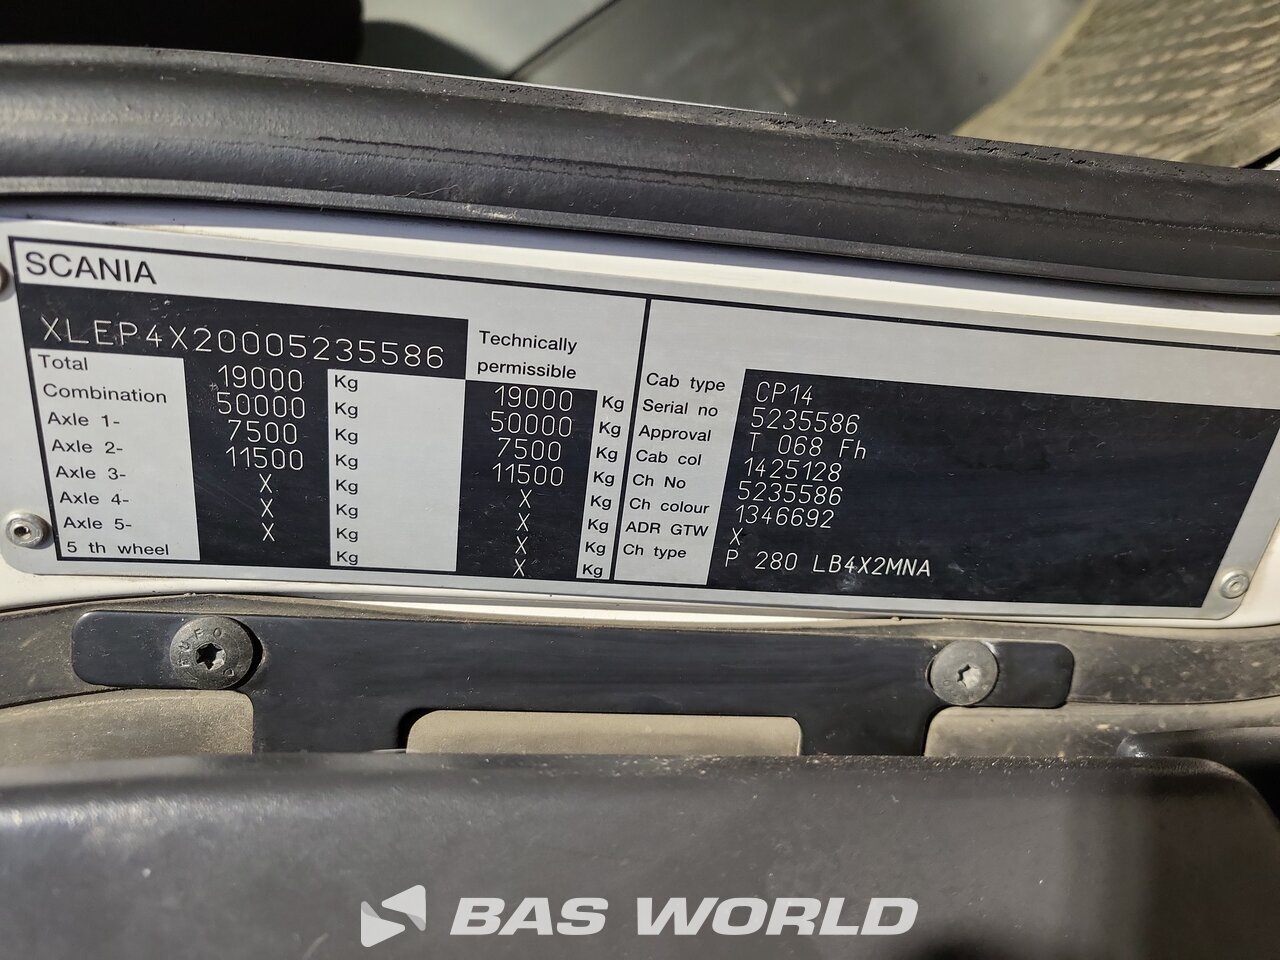 SCANIA
XLEP4X20005235586
Technically permissible
Total 19000 Kg 19000 Kg
Combination 50000 Kg 50000 Kg
Axle 1- 7500 Kg 7500 Kg
Axle 2- 11500 Kg 11500 Kg
Axle 3- X Kg X Kg
Axle 4- X Kg X Kg
Axle 5- X Kg X Kg
5 th wheel Kg X Kg
Cab type CP14
Serial no 5235586
Approval T 068 Fh
Cab col 1425128
Ch No 5235586
Ch colour 1346692
ADR GTW X
Ch type P 280 LB4X2MNA
BAS WORLD